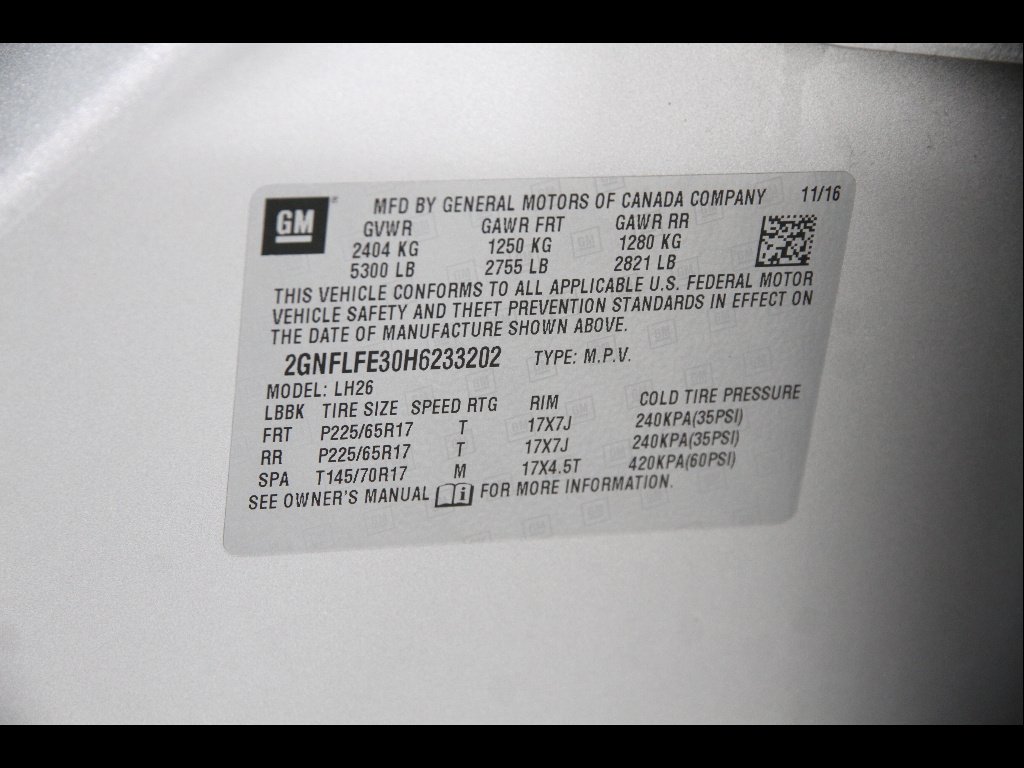 GM
MFD BY GENERAL MOTORS OF CANADA COMPANY 11/16
GVWR GAWR FRT GAWR RR
2404 KG 1250 KG 1280 KG
5300 LB 2755 LB 2821 LB
THIS VEHICLE CONFORMS TO ALL APPLICABLE U.S. FEDERAL MOTOR
VEHICLE SAFETY AND THEFT PREVENTION STANDARDS IN EFFECT ON
THE DATE OF MANUFACTURE SHOWN ABOVE.
2GNFLFE30H6233202 TYPE: M.P.V.
MODEL: LH26
LBBK TIRE SIZE SPEED RTG RIM COLD TIRE PRESSURE
FRT P225/65R17 T 17X7J 240KPA(35PSI)
RR P225/65R17 T 17X7J 240KPA(35PSI)
SPA T145/70R17 M 17X4.5T 420KPA(60PSI)
SEE OWNER'S MANUAL i FOR MORE INFORMATION.